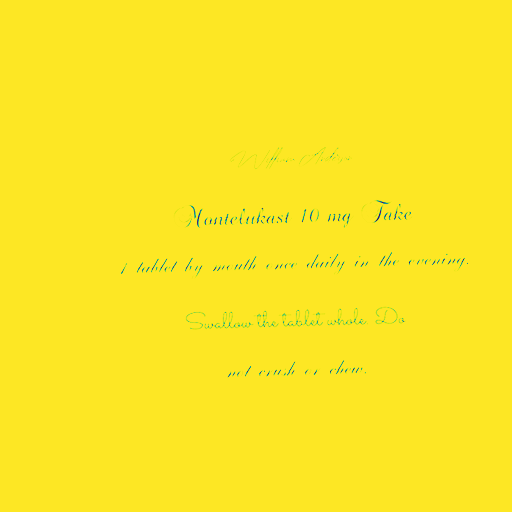 Montelukast 10 mg Take
1 tablet by mouth once daily in the evening.
Swallow the tablet whole Do
not crush or chew.